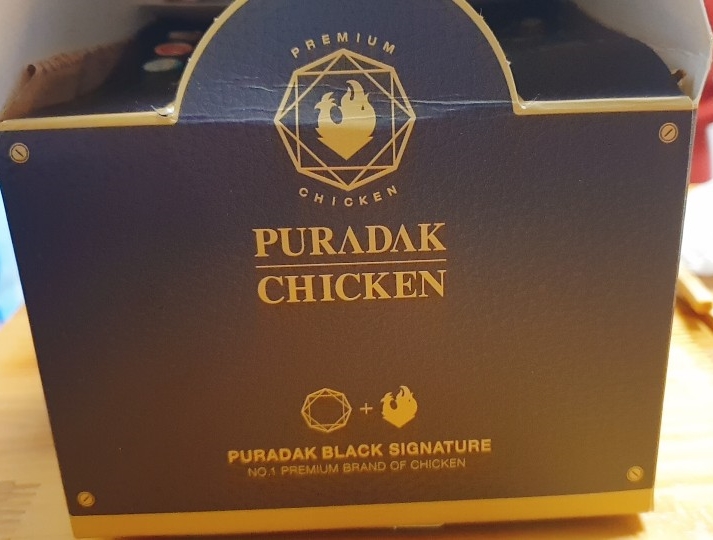 PREMIUM
CHICKEN
PURADAK
CHICKEN
+
PURADAK BLACK SIGNATURE
NO.1 PREMIUM BRAND OF CHICKEN